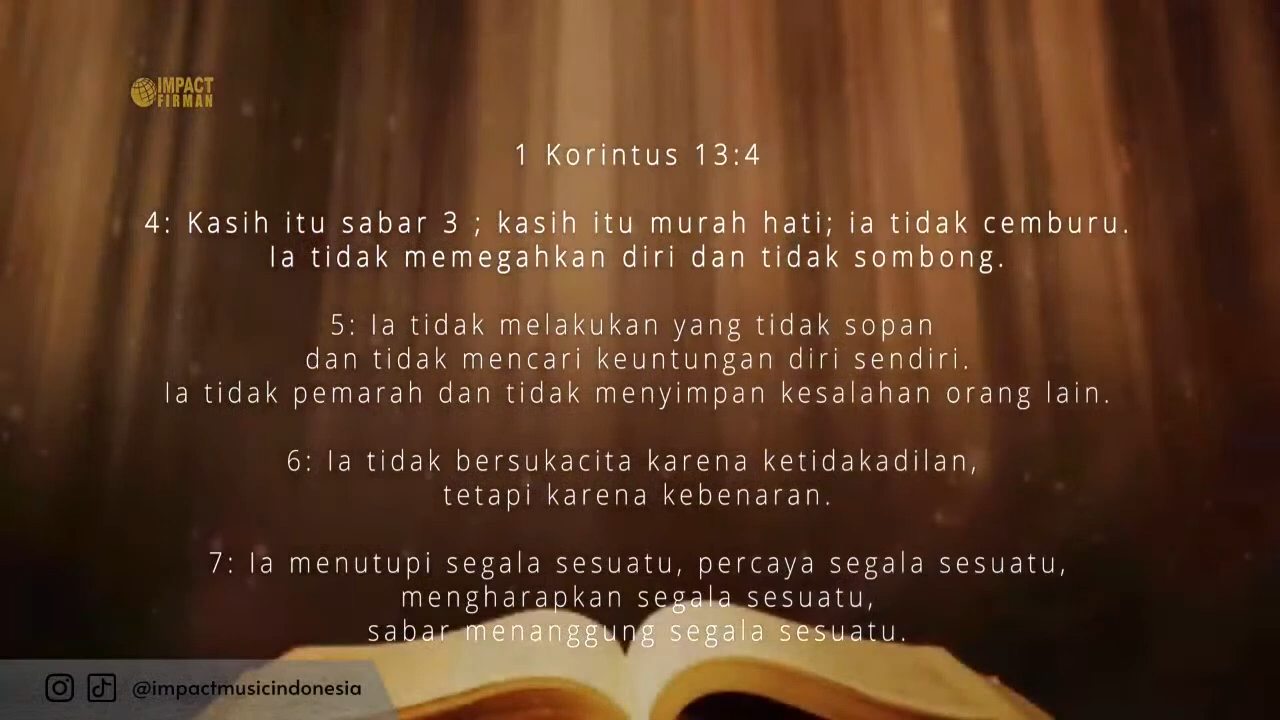 IMPACT
FIRMAN
1 Korintus 13:4
4: Kasih itu sabar 3 ; kasih itu murah hati; ia tidak cemburu.
Ia tidak memegahkan diri dan tidak sombong.
5: Ia tidak melakukan yang tidak sopan
dan tidak mencari keuntungan diri sendiri.
Ia tidak pemarah dan tidak menyimpan kesalahan orang lain.
6: Ia tidak bersukacita karena ketidakadilan,
tetapi karena kebenaran.
7: Ia menutupi segala sesuatu, percaya segala sesuatu,
mengharapkan segala sesuatu,
sabar menanggung segala sesuatu.
@impactmusicindonesia